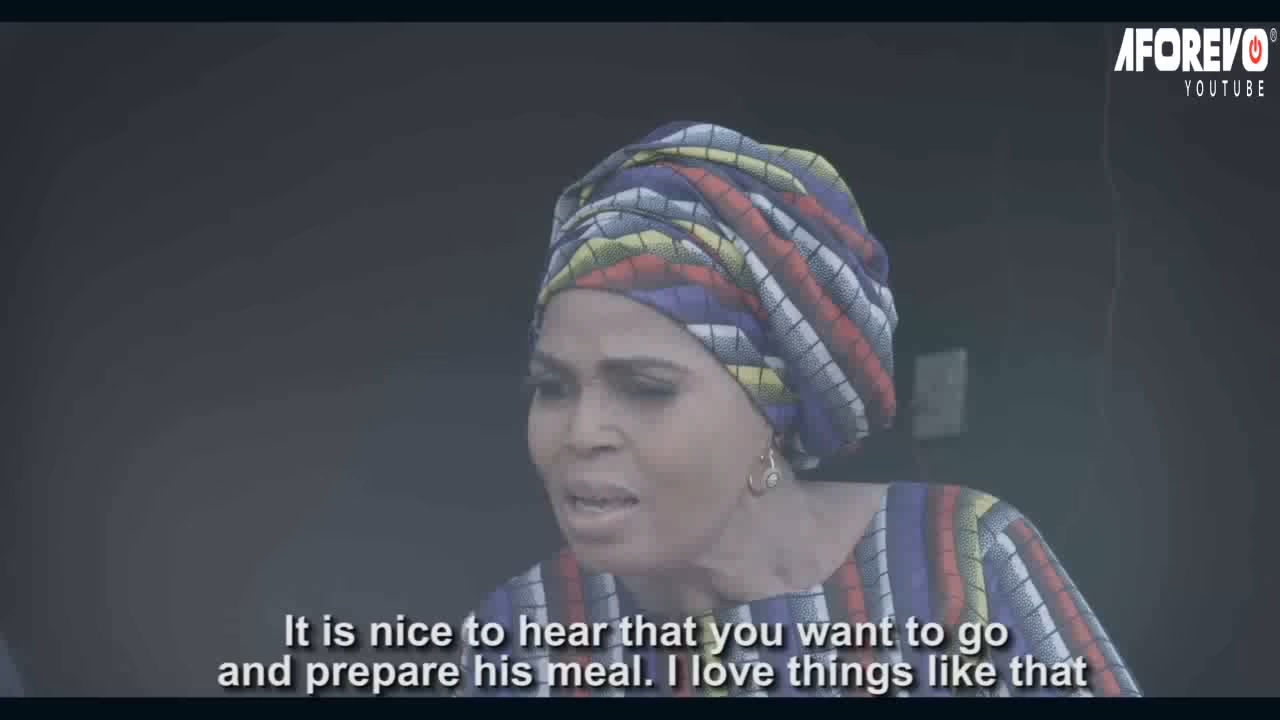 AFOREVO®
YOUTUBE
It is nice to hear that you want to go
and prepare his meal. I love things like that